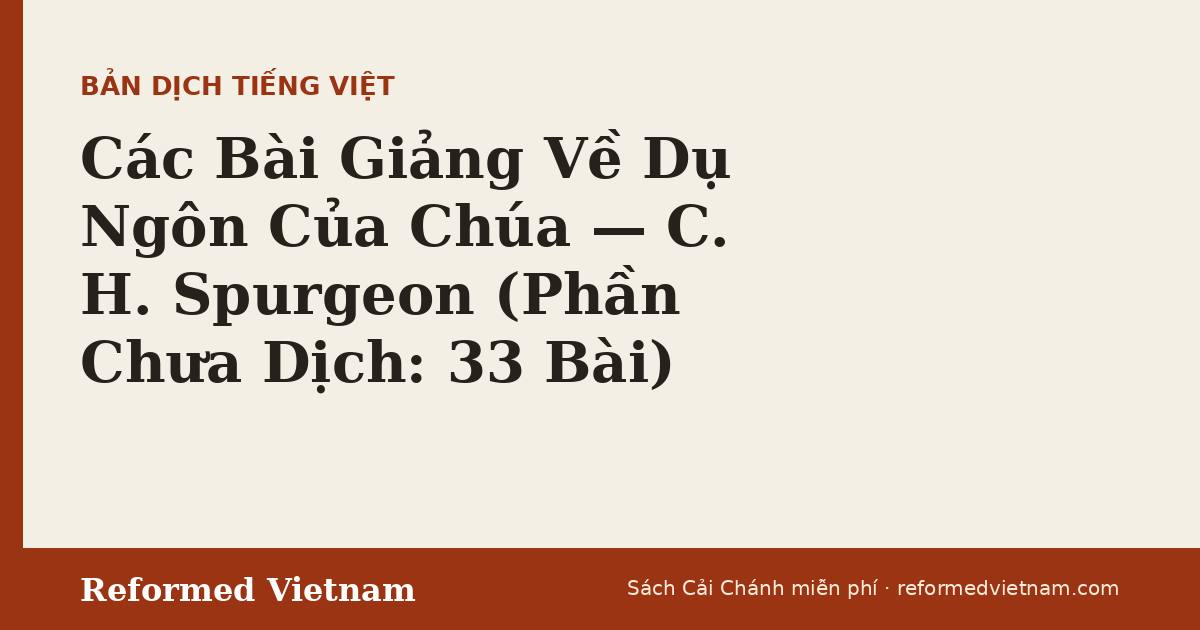 BẢN DỊCH TIẾNG VIỆT
Các Bài Giảng Về Dụ
Ngôn Của Chúa — C.
H. Spurgeon (Phần
Chưa Dịch: 33 Bài)
Reformed Vietnam
Sách Cải Chánh miễn phí · reformedvietnam.com